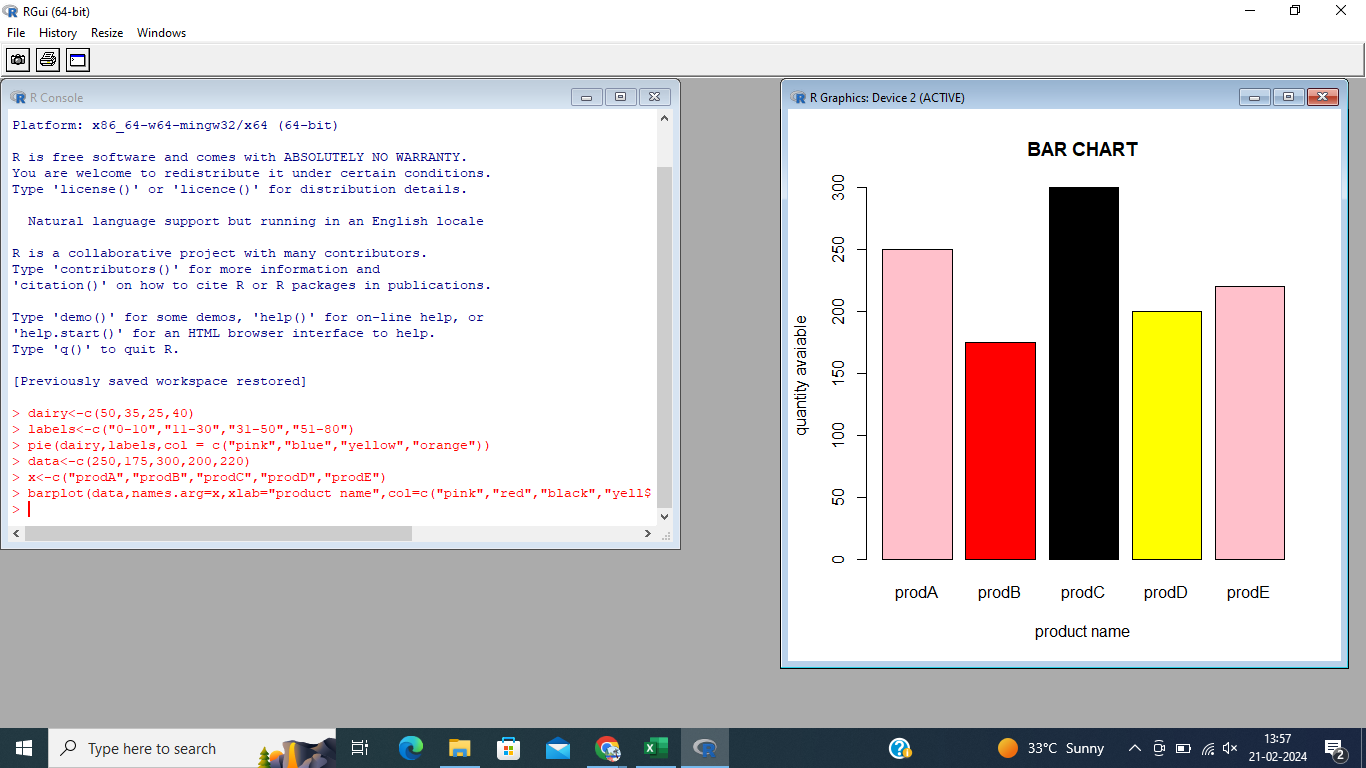 RGui (64-bit)
File History Resize Windows
R Console
Platform: x86_64-w64-mingw32/x64 (64-bit)
R is free software and comes with ABSOLUTELY NO WARRANTY.
You are welcome to redistribute it under certain conditions.
Type 'license()' or 'licence()' for distribution details.
Natural language support but running in an English locale
R is a collaborative project with many contributors.
Type 'contributors()' for more information and
'citation()' on how to cite R or R packages in publications.
Type 'demo()' for some demos, 'help()' for on-line help, or
'help.start()' for an HTML browser interface to help.
Type 'q()' to quit R.
[Previously saved workspace restored]
> dairy<-c(50,35,25,40)
> labels<-c("0-10","11-30","31-50","51-80")
> pie(dairy,labels,col = c("pink","blue","yellow","orange"))
> data<-c(250,175,300,200,220)
> x<-c("prodA","prodB","prodC","prodD","prodE")
> barplot(data,names.arg=x,xlab="product name",col=c("pink","red","black","yell$
>
R Graphics: Device 2 (ACTIVE)
BAR CHART
quantity avaiable
300
250
200
150
100
50
0
prodA prodB prodC prodD prodE
product name
Type here to search
33°C Sunny
13:57
21-02-2024
2